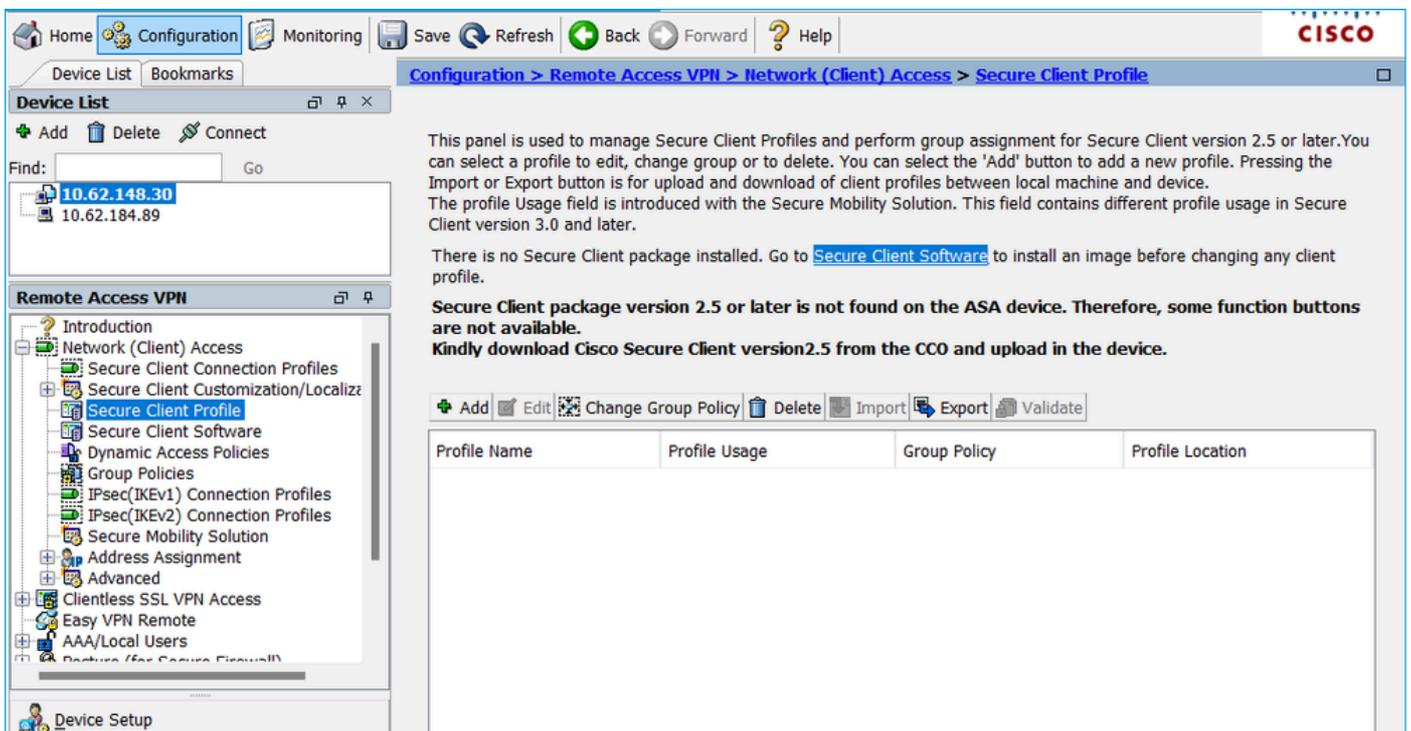 Home Configuration Monitoring Save Refresh Back Forward Help
CISCO
Device List Bookmarks
Configuration > Remote Access VPN > Network (Client) Access > Secure Client Profile
Device List
Add Delete Connect
Find: Go
10.62.148.30
10.62.184.89
This panel is used to manage Secure Client Profiles and perform group assignment for Secure Client version 2.5 or later.You
can select a profile to edit, change group or to delete. You can select the 'Add' button to add a new profile. Pressing the
Import or Export button is for upload and download of client profiles between local machine and device.
The profile Usage field is introduced with the Secure Mobility Solution. This field contains different profile usage in Secure
Client version 3.0 and later.
There is no Secure Client package installed. Go to Secure Client Software to install an image before changing any client
profile.
Secure Client package version 2.5 or later is not found on the ASA device. Therefore, some function buttons
are not available.
Kindly download Cisco Secure Client version2.5 from the CCO and upload in the device.
Add Edit Change Group Policy Delete Import Export Validate
Profile Name Profile Usage Group Policy Profile Location
Remote Access VPN
Introduction
Network (Client) Access
Secure Client Connection Profiles
Secure Client Customization/Localiza
Secure Client Profile
Secure Client Software
Dynamic Access Policies
Group Policies
IPsec(IKEv1) Connection Profiles
IPsec(IKEv2) Connection Profiles
Secure Mobility Solution
Address Assignment
Advanced
Clientless SSL VPN Access
Easy VPN Remote
AAA/Local Users
Posture (for Secure Firewall)
Device Setup